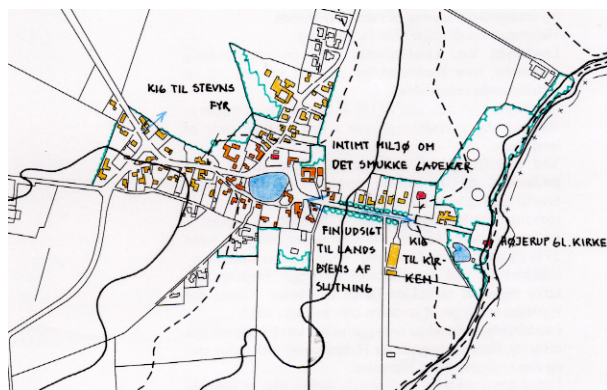 KIG TIL STEVNS
FYR
INTIMT MILJØ OM
DET SMUKKE GADEKÆR
FIN UDSIGT
TIL LANDS
BYENS AF
SLUTNING
KIG
TIL KIR-
KEN
HØJERUP GL. KIRKE